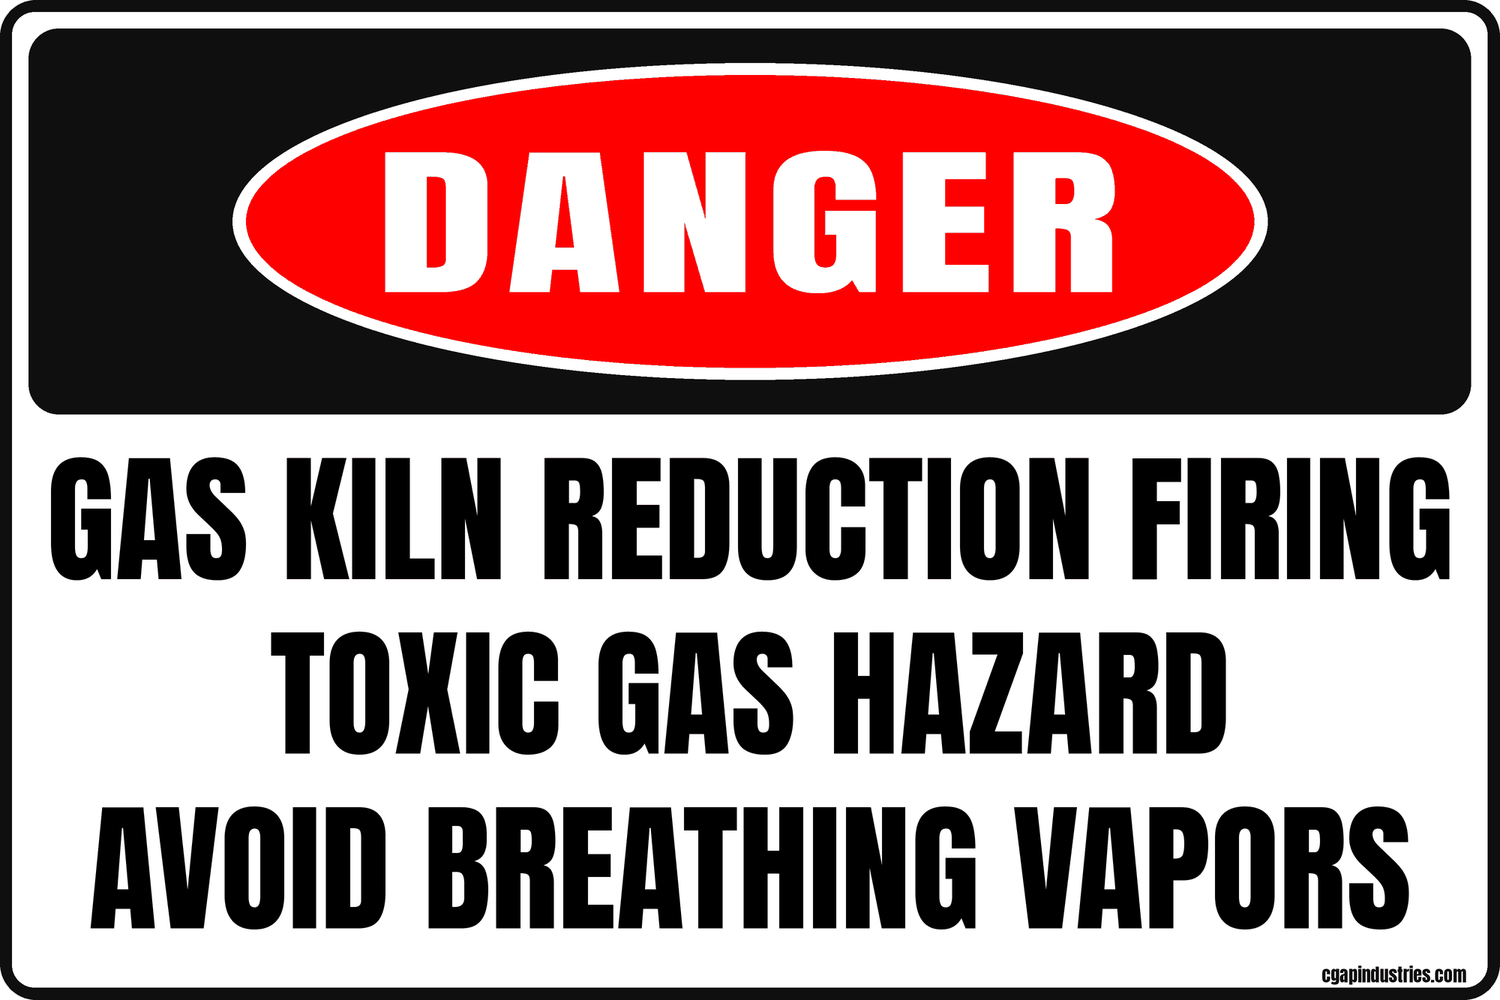 DANGER
GAS KILN REDUCTION FIRING
TOXIC GAS HAZARD
AVOID BREATHING VAPORS
cgapindustries.com